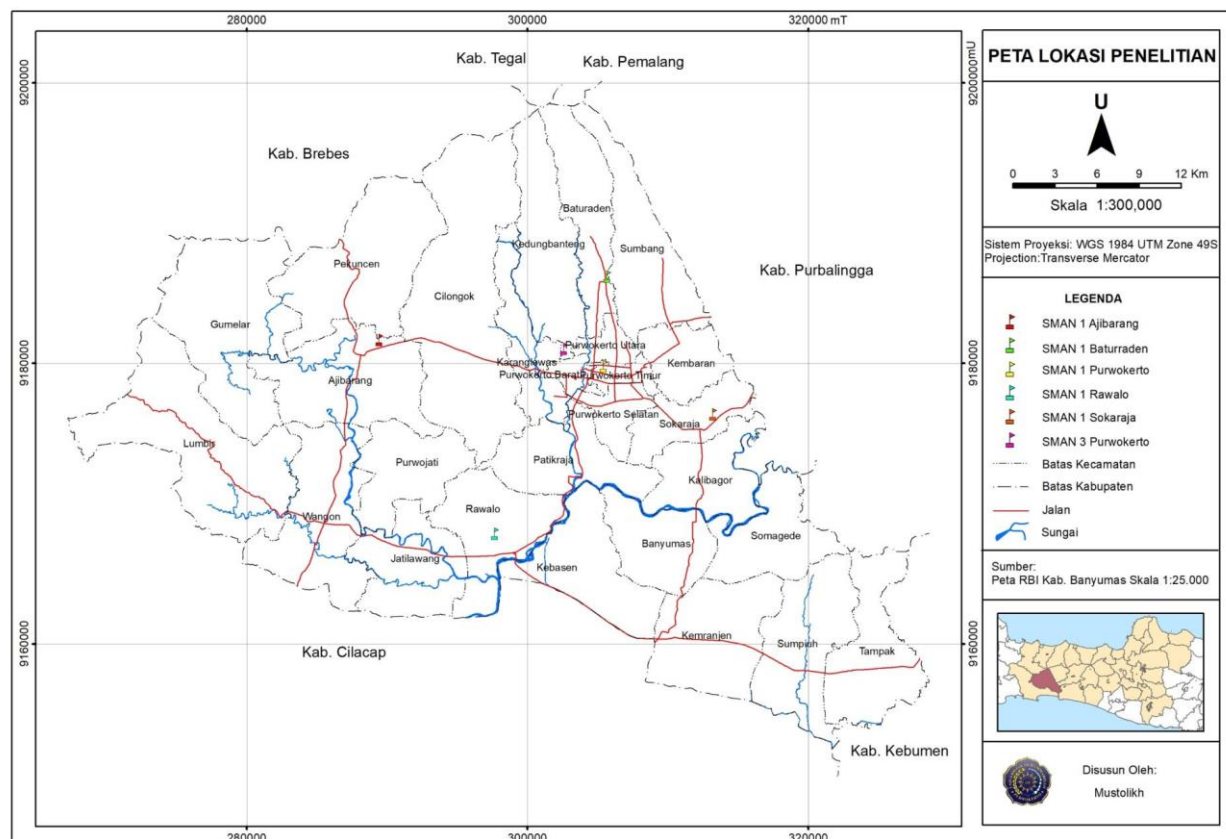 280000
300000
320000 mT
Kab. Tegal
Kab. Pemalang
9200000
9200000mU
Kab. Brebes
Baturaden
Kedungbanteng
Sumbang
Pekuncen
Kab. Purbalingga
Cilongok
Gumelar
Purwokerto Utara
Karanglewas
Kembaran
9180000
9180000
Purwokerto Barat
Purwokerto Timur
Ajibarang
Purwokerto Selatan
Sokaraja
Lumbir
Purwojati
Patikraja
Kalibagor
Rawalo
Wangon
Banyumas
Somagede
Jatilawang
Kebasen
Kemranjen
Sumpiuh
Tampak
9160000
9160000
Kab. Cilacap
Kab. Kebumen
280000
300000
320000
PETA LOKASI PENELITIAN
U
0 3 6 9 12 Km
Skala 1:300,000
Sistem Proyeksi: WGS 1984 UTM Zone 49S
Projection:Transverse Mercator
LEGENDA
SMAN 1 Ajibarang
SMAN 1 Baturraden
SMAN 1 Purwokerto
SMAN 1 Rawalo
SMAN 1 Sokaraja
SMAN 3 Purwokerto
Batas Kecamatan
Batas Kabupaten
Jalan
Sungai
Sumber:
Peta RBI Kab. Banyumas Skala 1:25.000
Disusun Oleh:
Mustolikh